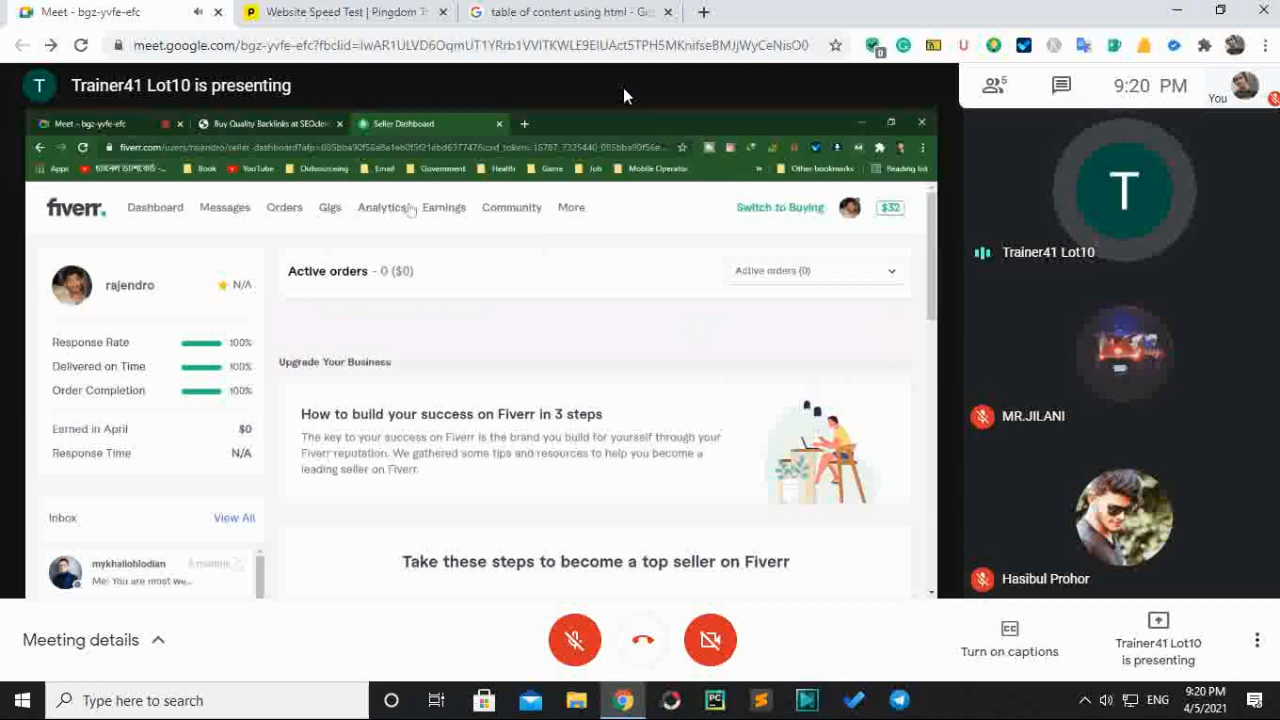 Meet - bgz-yvfe-efc
Website Speed Test | Pingdom T
table of content using html - Go
meet.google.com/bgz-yvfe-efc?fbclid=IwAR1ULVD6OqmUT1YRrb1VVITKWLE9EIUAct5TPH5MKnifseBMJjWyCeNisO0
T
Trainer41 Lot10 is presenting
5
9:20 PM
You
Meet - bgz-yvfe-efc
Buy Quality Backlinks at SEOcle
Seller Dashboard
Apps
Book
YouTube
Outsourcing
Email
Government
Health
Game
Job
Mobile Operator
»
Other bookmarks
Reading list
fiverr.
Dashboard
Messages
Orders
Gigs
Analytics
Earnings
Community
More
Switch to Buying
$32
rajendro
N/A
Active orders - 0 ($0)
Active orders (0)
Response Rate
100%
Delivered on Time
100%
Order Completion
100%
Earned in April
$0
Response Time
N/A
Upgrade Your Business
How to build your success on Fiverr in 3 steps
The key to your success on Fiverr is the brand you build for yourself through your
Fiverr reputation. We gathered some tips and resources to help you become a
leading seller on Fiverr.
Inbox
View All
mykhailohlodian
Me: You are most we...
Take these steps to become a top seller on Fiverr
T
Trainer41 Lot10
MR.JILANI
Hasibul Prohor
Meeting details
Turn on captions
Trainer41 Lot10
is presenting
Type here to search
ENG
9:20 PM
4/5/2021